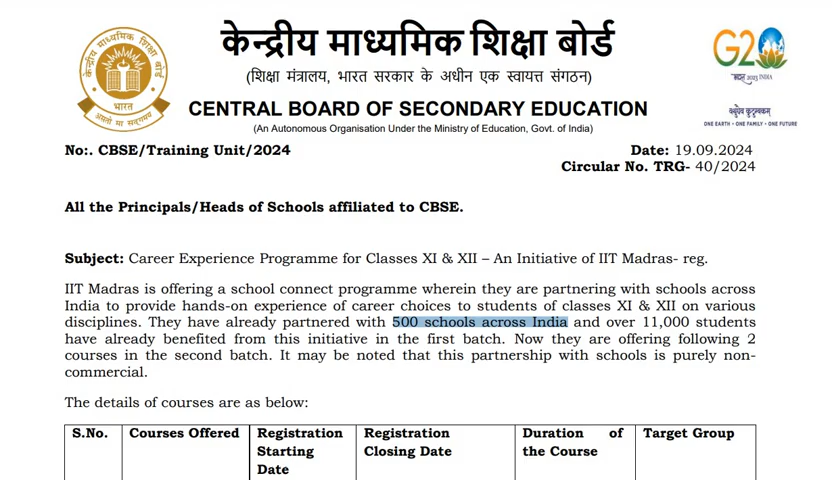 केन्द्रीय माध्यमिक शिक्षा बोर्ड
(शिक्षा मंत्रालय, भारत सरकार के अधीन एक स्वायत्त संगठन)
CENTRAL BOARD OF SECONDARY EDUCATION
(An Autonomous Organisation Under the Ministry of Education, Govt. of India)
केन्द्रीय माध्यमिक शिक्षा बोर्ड
भारत
असतो मा सद्गमय
G20
भारत 2023 INDIA
वसुधैव कुटुम्बकम्
ONE EARTH • ONE FAMILY • ONE FUTURE
No:. CBSE/Training Unit/2024
Date: 19.09.2024
Circular No. TRG- 40/2024
All the Principals/Heads of Schools affiliated to CBSE.
Subject: Career Experience Programme for Classes XI & XII – An Initiative of IIT Madras- reg.
IIT Madras is offering a school connect programme wherein they are partnering with schools across
India to provide hands-on experience of career choices to students of classes XI & XII on various
disciplines. They have already partnered with 500 schools across India and over 11,000 students
have already benefited from this initiative in the first batch. Now they are offering following 2
courses in the second batch. It may be noted that this partnership with schools is purely non-
commercial.
The details of courses are as below:
S.No. Courses Offered Registration Starting Date Registration Closing Date Duration of the Course Target Group